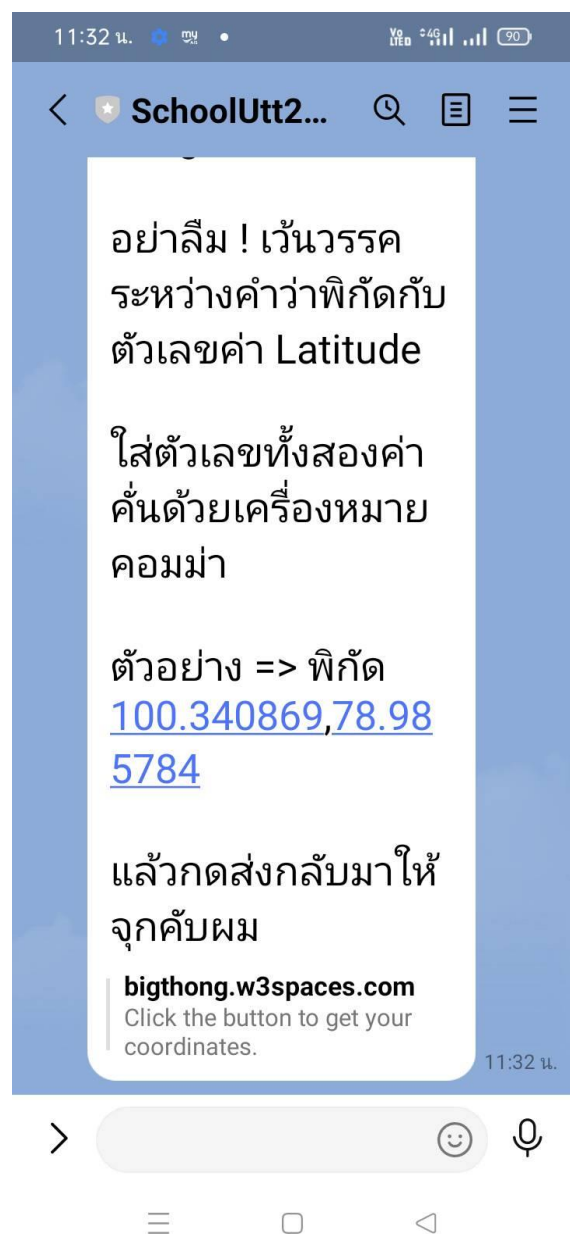 11:32 น. my
Vo LTED 4G 90
SchoolUtt2...
อย่าลืม ! เว้นวรรค
ระหว่างคำว่าพิกัดกับ
ตัวเลขค่า Latitude
ใส่ตัวเลขทั้งสองค่า
คั่นด้วยเครื่องหมาย
คอมม่า
ตัวอย่าง => พิกัด
100.340869,78.98
5784
แล้วกดส่งกลับมาให้
จุกคับผม
bigthong.w3spaces.com
Click the button to get your
coordinates.
11:32 น.